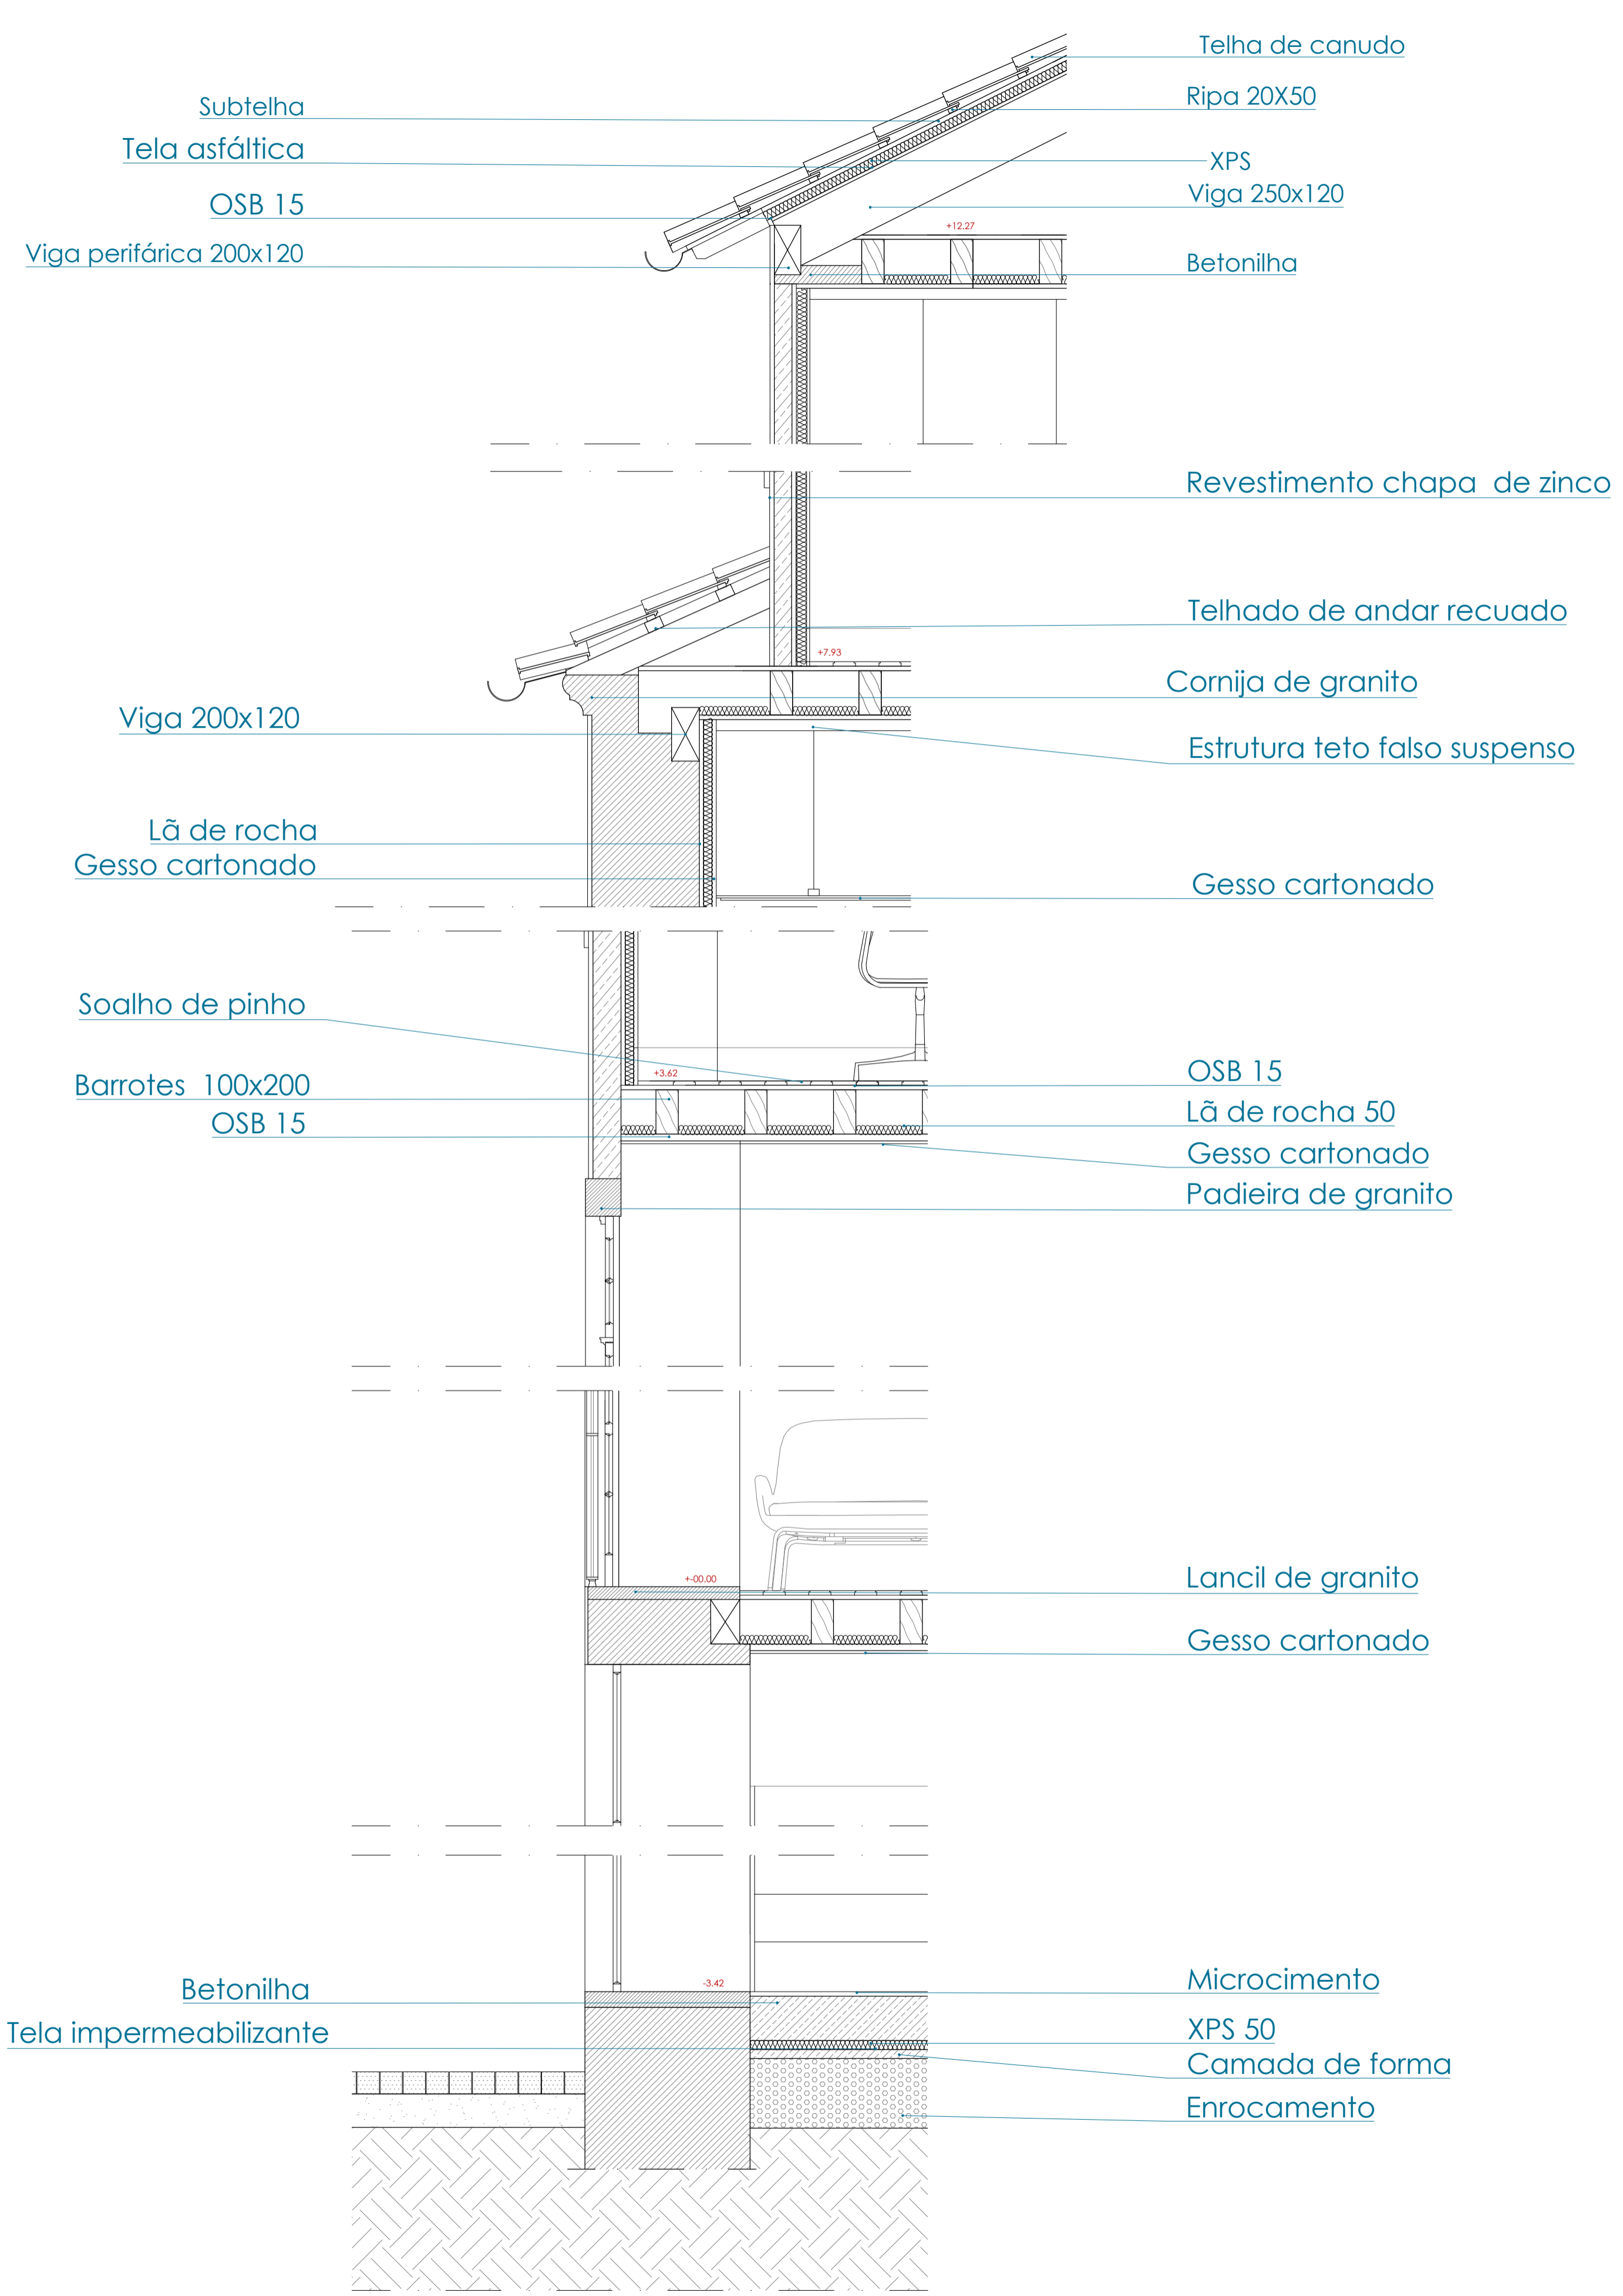 Telha de canudo
Ripa 20X50
Subtelha
Tela asfáltica
XPS
Viga 250x120
OSB 15
+12.27
Viga perifárica 200x120
Betonilha
Revestimento chapa de zinco
Telhado de andar recuado
+7.93
Cornija de granito
Viga 200x120
Estrutura teto falso suspenso
Lã de rocha
Gesso cartonado
Gesso cartonado
Soalho de pinho
+3.62
OSB 15
Barrotes 100x200
Lã de rocha 50
OSB 15
Gesso cartonado
Padieira de granito
+-00.00
Lancil de granito
Gesso cartonado
-3.42
Microcimento
Betonilha
XPS 50
Tela impermeabilizante
Camada de forma
Enrocamento